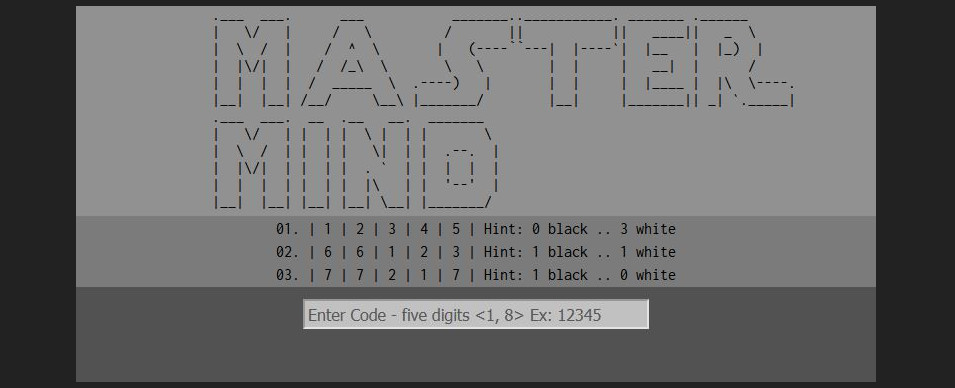 MASTER
MIND
01. | 1 | 2 | 3 | 4 | 5 | Hint: 0 black .. 3 white
02. | 6 | 6 | 1 | 2 | 3 | Hint: 1 black .. 1 white
03. | 7 | 7 | 2 | 1 | 7 | Hint: 1 black .. 0 white
Enter Code - five digits <1, 8> Ex: 12345